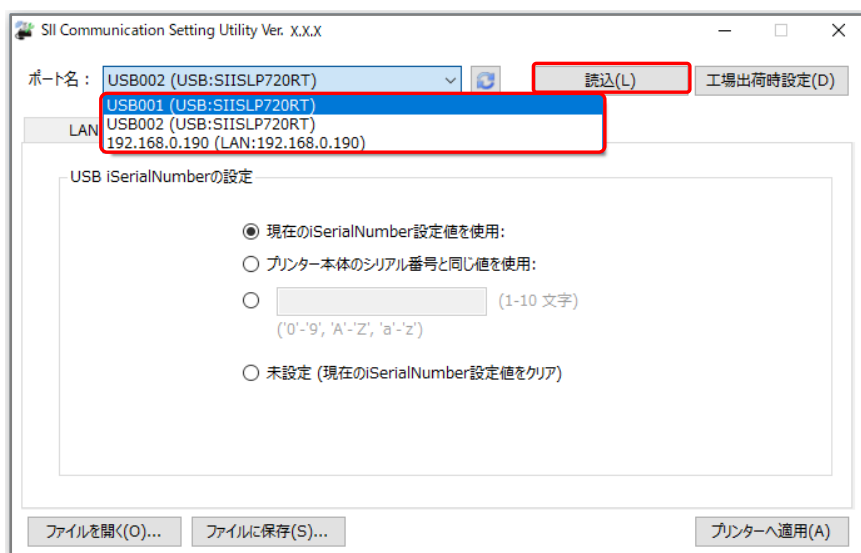 SII Communication Setting Utility Ver. X.X.X
ポート名： USB002 (USB:SIISLP720RT) 読込(L) 工場出荷時設定(D)
USB001 (USB:SIISLP720RT)
USB002 (USB:SIISLP720RT)
192.168.0.190 (LAN:192.168.0.190)
LAN
USB iSerialNumberの設定
現在のiSerialNumber設定値を使用:
プリンター本体のシリアル番号と同じ値を使用:
(1-10 文字)
('0'-'9', 'A'-'Z', 'a'-'z')
未設定 (現在のiSerialNumber設定値をクリア)
ファイルを開く(O)... ファイルに保存(S)... プリンターへ適用(A)